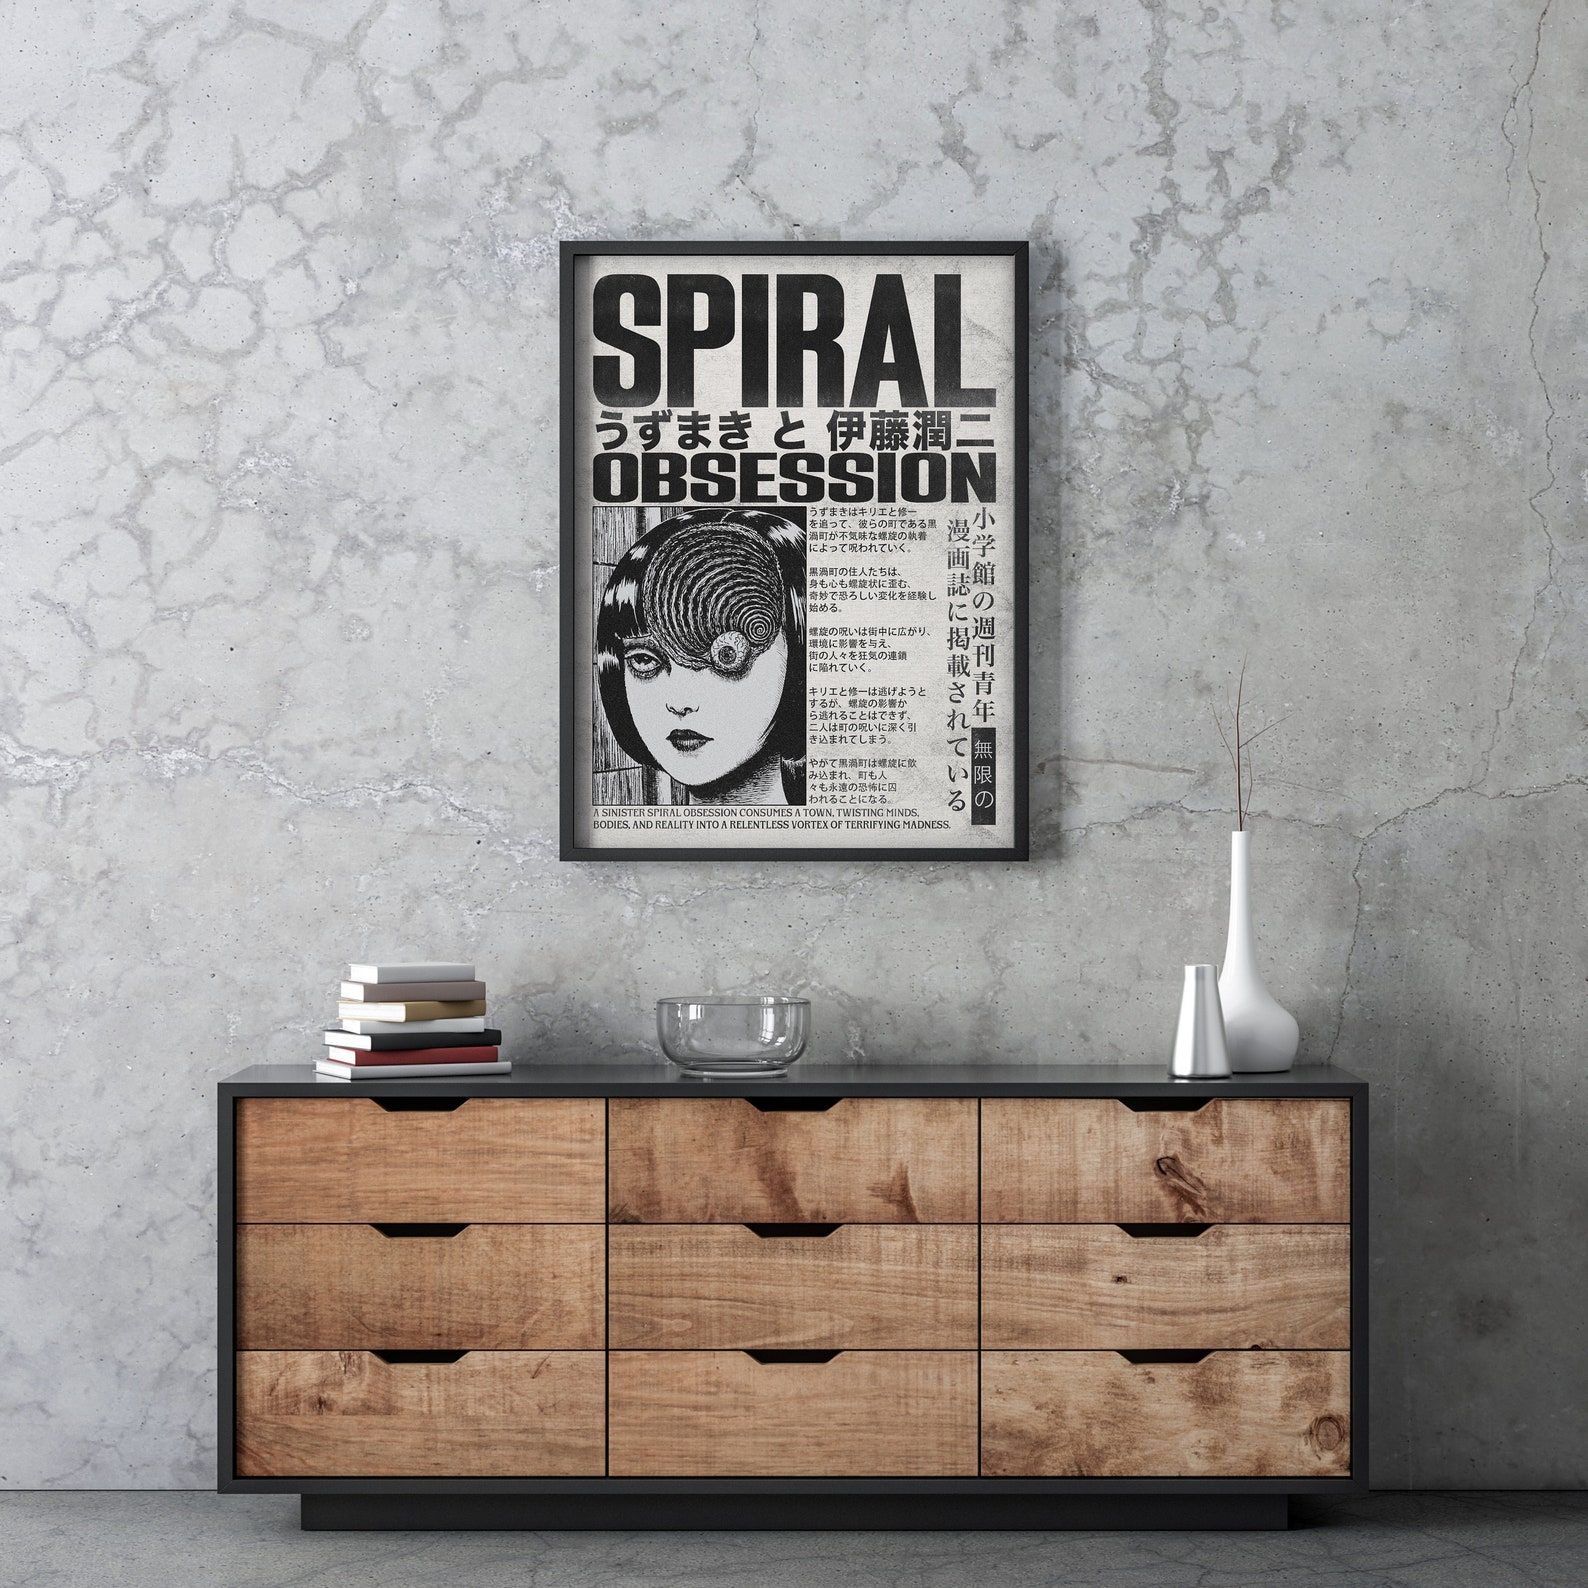 SPIRAL
うずまき と 伊藤潤二
OBSESSION
うずまきはキリエと修一
を追って、彼らの町である黒
渦町が不気味な螺旋の執着
によって呪われていく。
黒渦町の住人たちは、
身も心も螺旋状に歪む、
奇妙で恐ろしい変化を経験し
始める。
螺旋の呪いは街中に広がり、
環境に影響を与え、
街の人々を狂気の連鎖
に陥れていく。
キリエと修一は逃げようと
するが、螺旋の影響か
ら逃れることはできず、
二人は町の呪いに深く引
き込まれてしまう。
やがて黒渦町は螺旋に飲
み込まれ、町も人
々も永遠の恐怖に囚
われることになる。
小学館の週刊青年
漫画誌に掲載されている
無限の
A SINISTER SPIRAL OBSESSION CONSUMES A TOWN, TWISTING MINDS,
BODIES, AND REALITY INTO A RELENTLESS VORTEX OF TERRIFYING MADNESS.